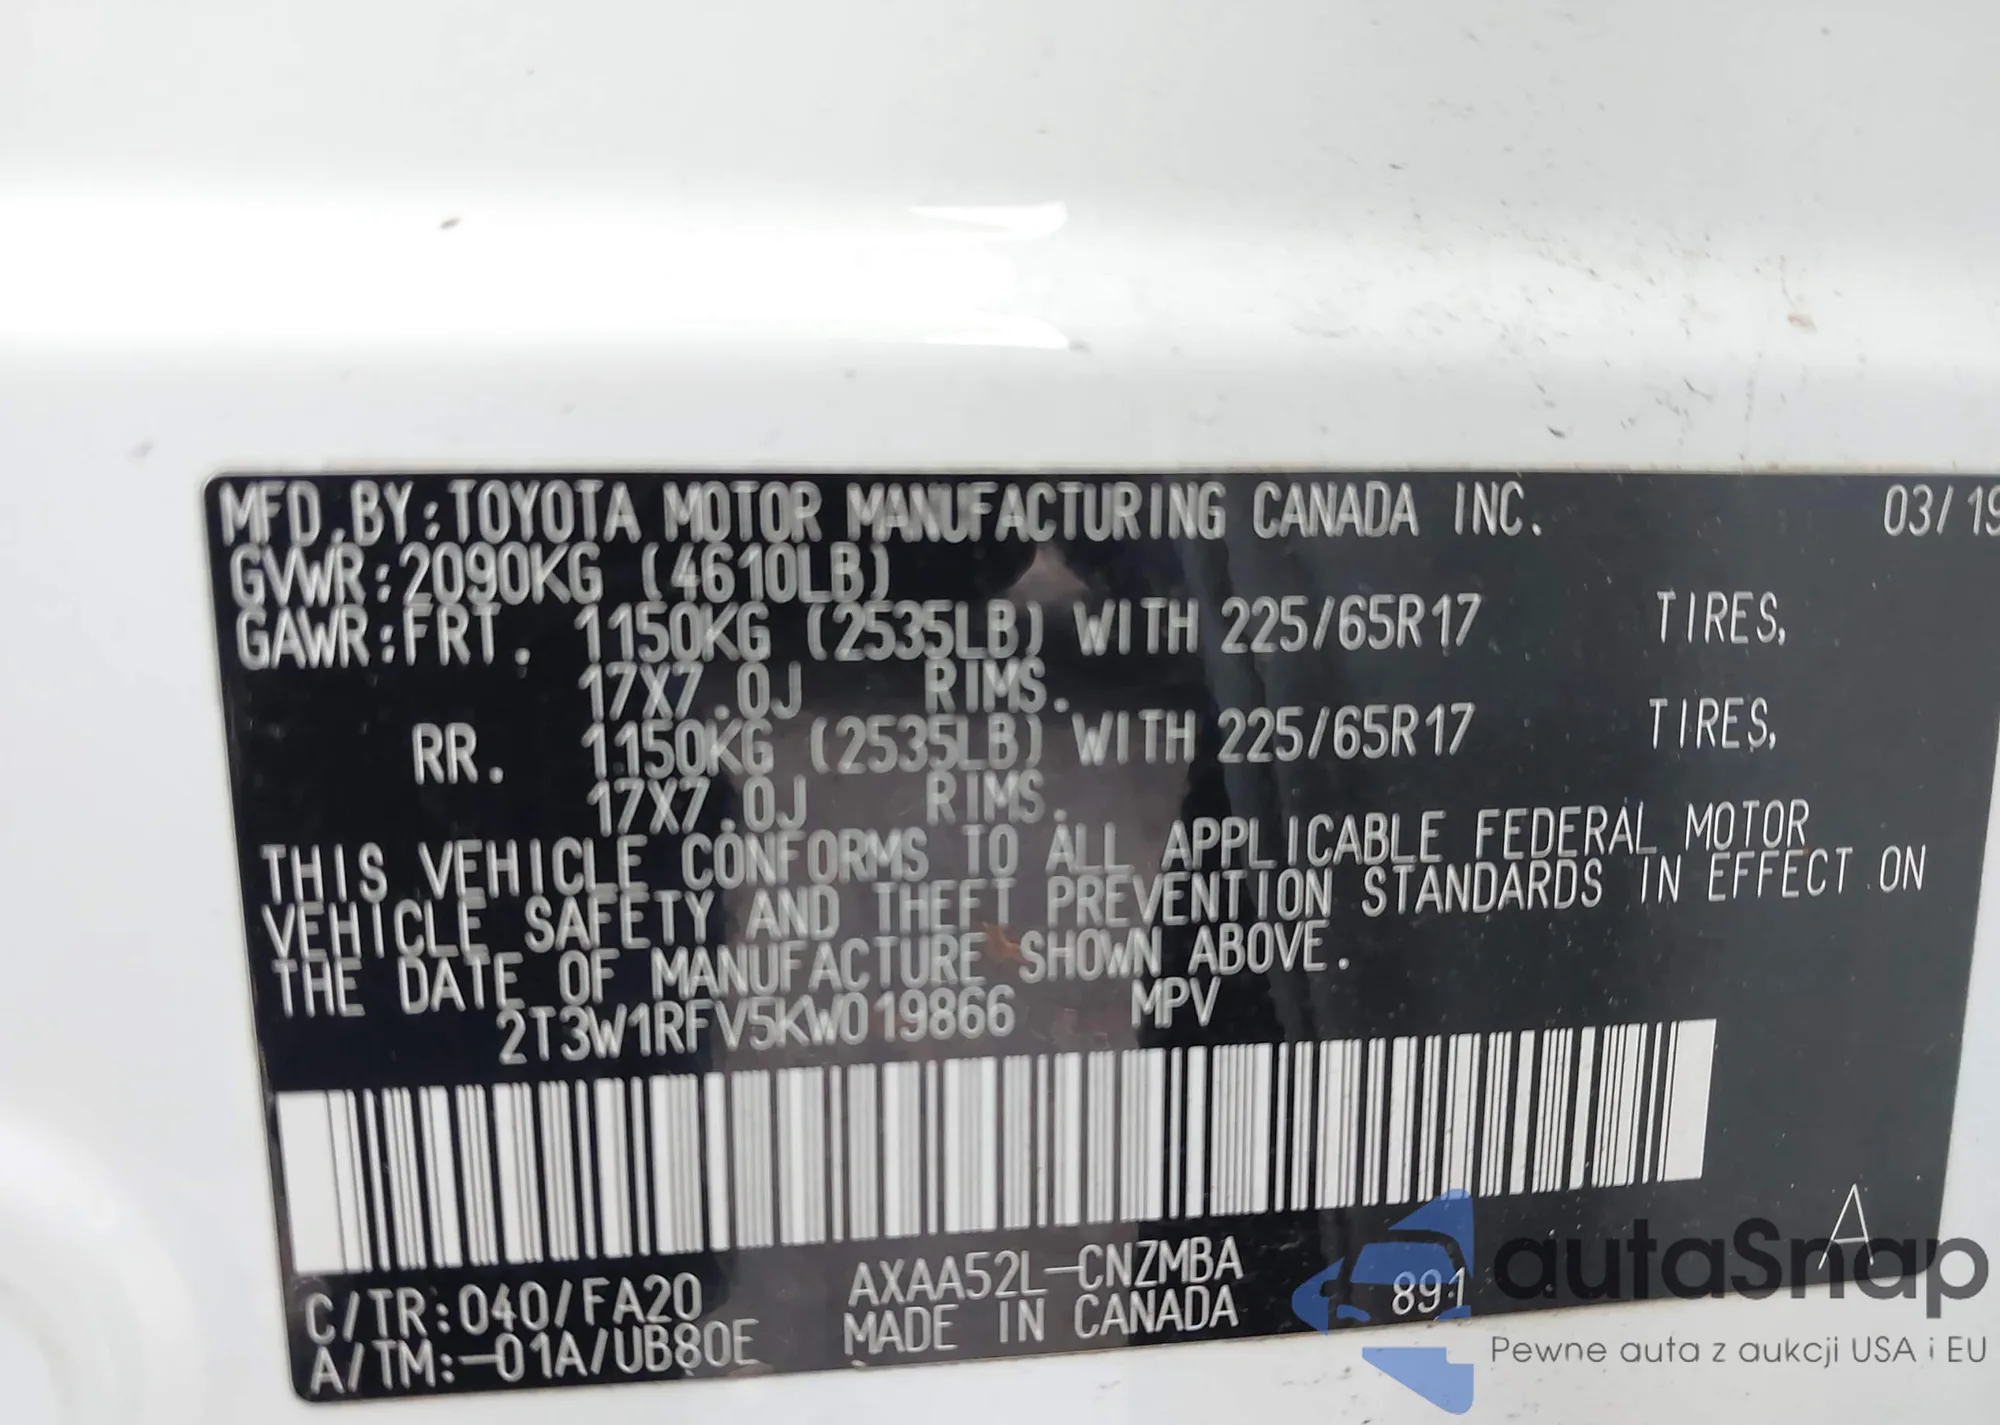 MFD.BY:TOYOTA MOTOR MANUFACTURING CANADA INC. 03/19
GVWR:2090KG (4610LB)
GAWR:FRT. 1150KG (2535LB) WITH 225/65R17 TIRES,
17X7.0J RIMS.
RR. 1150KG (2535LB) WITH 225/65R17 TIRES,
17X7.0J RIMS.
THIS VEHICLE CONFORMS TO ALL APPLICABLE FEDERAL MOTOR
VEHICLE SAFETY AND THEFT PREVENTION STANDARDS IN EFFECT ON
THE DATE OF MANUFACTURE SHOWN ABOVE.
2T3W1RFV5KW019866 MPV
A
C/TR:040/FA20 AXAA52L-CNZMBA 891
A/TM:-01A/UB80E MADE IN CANADA
autaSnap
Pewne auta z aukcji USA i EU